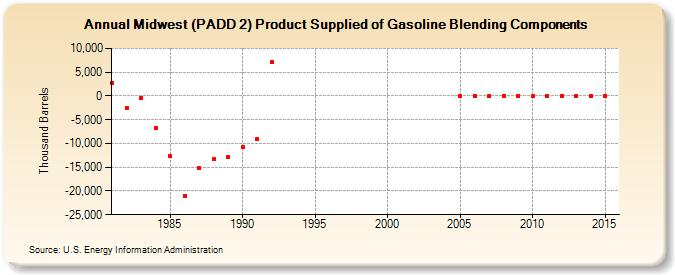 Annual Midwest (PADD 2) Product Supplied of Gasoline Blending Components
Thousand Barrels
10,000
5,000
0
-5,000
-10,000
-15,000
-20,000
-25,000
1985 1990 1995 2000 2005 2010 2015
Source: U.S. Energy Information Administration